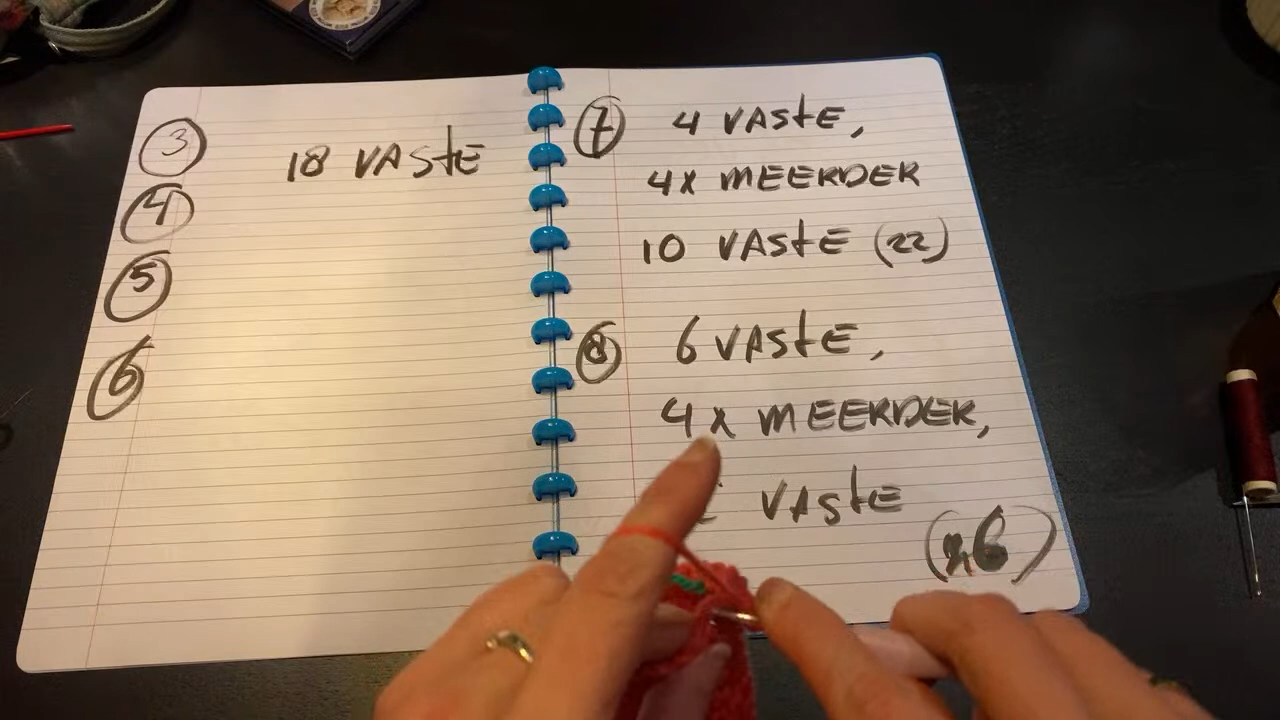 3
18 VASTE
4
5
6
7 4 VASTE,
4X MEERDER
10 VASTE (22)
8 6 VASTE,
4X MEERDER,
VASTE